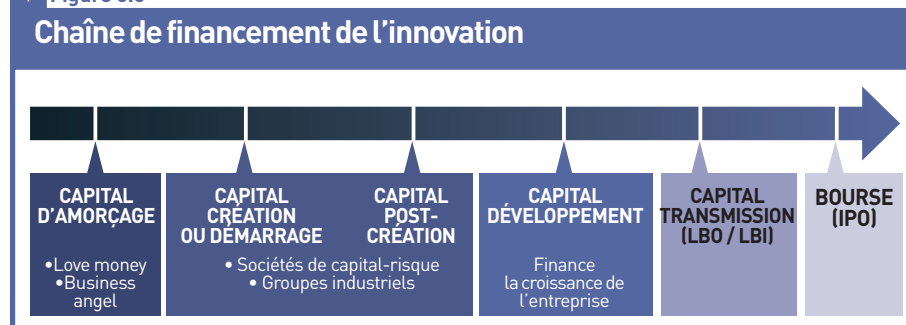 Chaîne de financement de l'innovation
CAPITAL
D'AMORÇAGE
•Love money
•Business
angel
CAPITAL
CRÉATION
OU DÉMARRAGE
CAPITAL
POST-
CRÉATION
• Sociétés de capital-risque
• Groupes industriels
CAPITAL
DÉVELOPPEMENT
Finance
la croissance de
l'entreprise
CAPITAL
TRANSMISSION
(LBO / LBI)
BOURSE
(IPO)